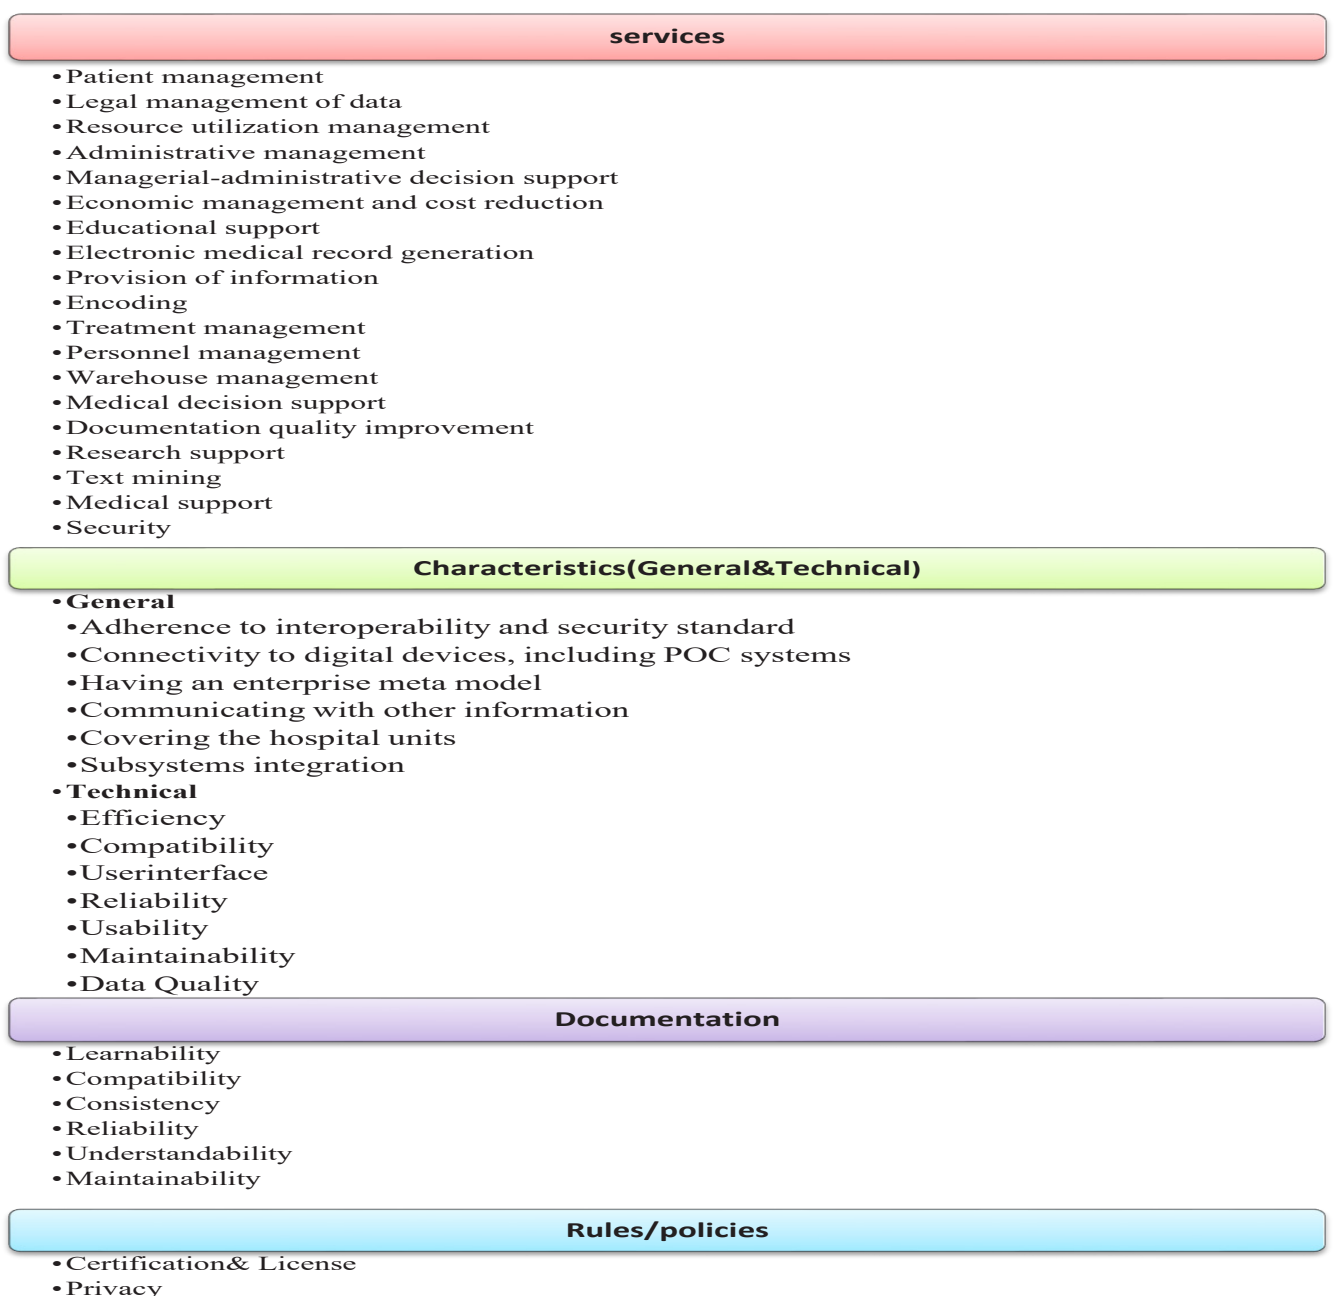 services
•Patient management
•Legal management of data
•Resource utilization management
•Administrative management
•Managerial-administrative decision support
•Economic management and cost reduction
•Educational support
•Electronic medical record generation
•Provision of information
•Encoding
•Treatment management
•Personnel management
•Warehouse management
•Medical decision support
•Documentation quality improvement
•Research support
•Text mining
•Medical support
•Security
Characteristics(General&Technical)
•General
•Adherence to interoperability and security standard
•Connectivity to digital devices, including POC systems
•Having an enterprise meta model
•Communicating with other information
•Covering the hospital units
•Subsystems integration
•Technical
•Efficiency
•Compatibility
•Userinterface
•Reliability
•Usability
•Maintainability
•Data Quality
Documentation
•Learnability
•Compatibility
•Consistency
•Reliability
•Understandability
•Maintainability
Rules/policies
•Certification& License
•Privacy